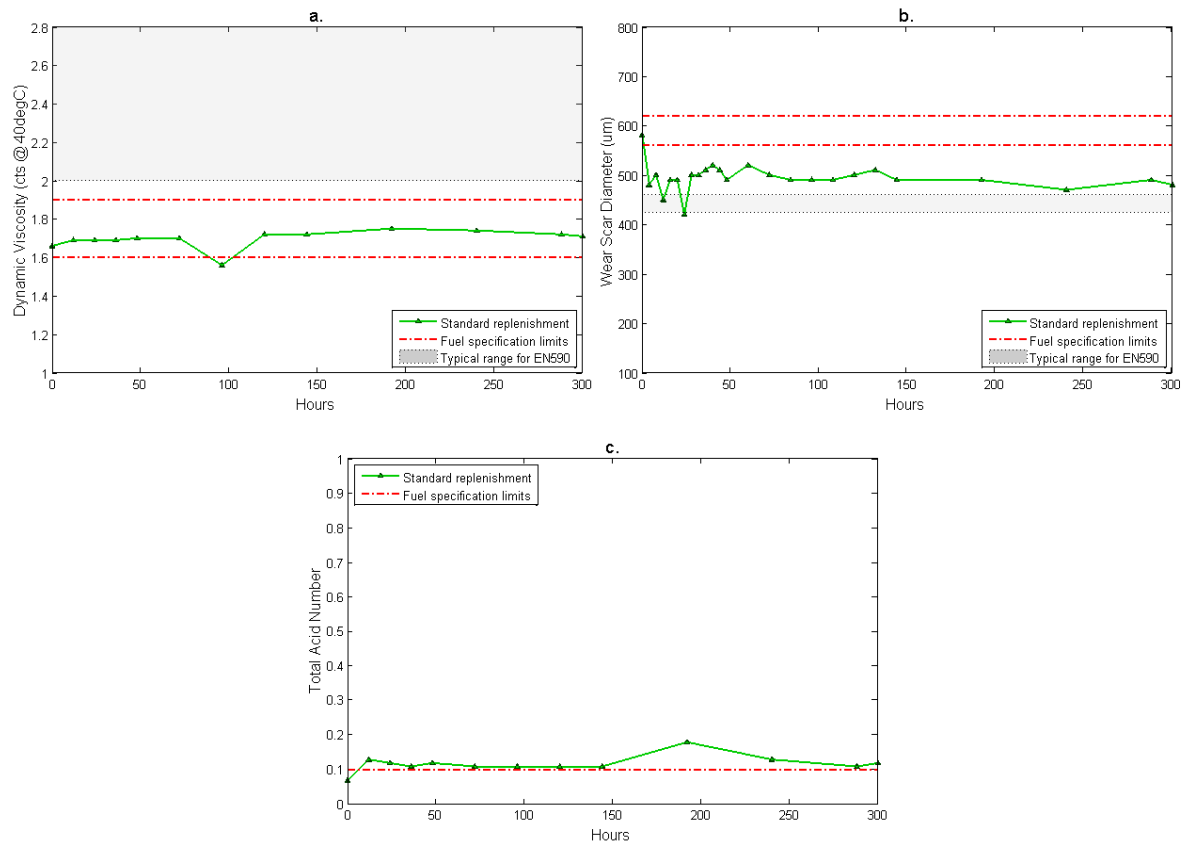 a.
2.8
2.6
2.4
2.2
2
1.8
1.6
1.4
1.2
1
Dynamic Viscosity (cts @ 40degC)
Standard replenishment
Fuel specification limits
Typical range for EN590
0 50 100 150 200 250 300
Hours
b.
800
700
600
500
400
300
200
100
Wear Scar Diameter (um)
Standard replenishment
Fuel specification limits
Typical range for EN590
0 50 100 150 200 250 300
Hours
c.
1
0.9
0.8
0.7
0.6
0.5
0.4
0.3
0.2
0.1
0
Total Acid Number
Standard replenishment
Fuel specification limits
0 50 100 150 200 250 300
Hours